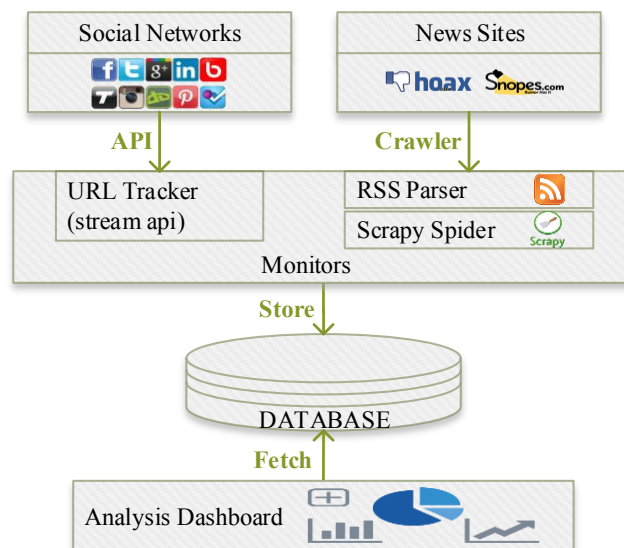 Social Networks
News Sites
hoax
Snopes.com
API
Crawler
URL Tracker
(stream api)
RSS Parser
Scrapy Spider
Scrapy
Monitors
Store
DATABASE
Fetch
Analysis Dashboard